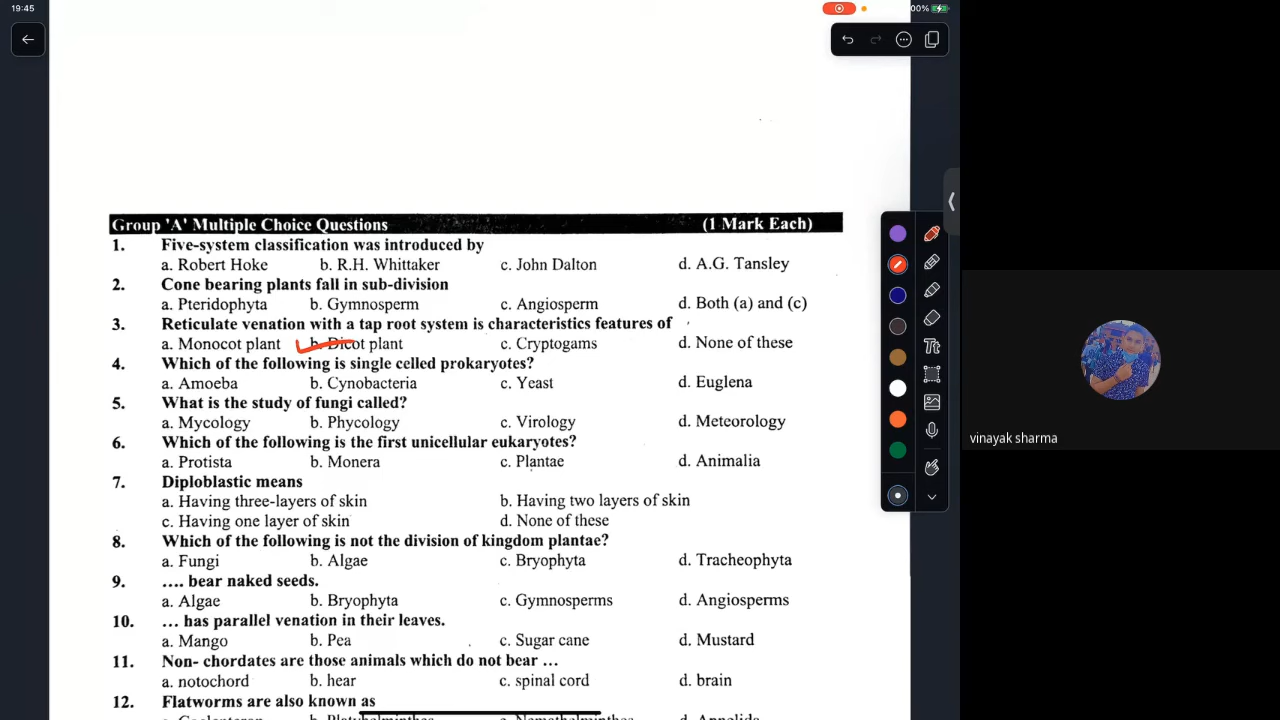 19:45
00%
Group 'A' Multiple Choice Questions (1 Mark Each)
1. Five-system classification was introduced by
a. Robert Hoke b. R.H. Whittaker c. John Dalton d. A.G. Tansley
2. Cone bearing plants fall in sub-division
a. Pteridophyta b. Gymnosperm c. Angiosperm d. Both (a) and (c)
3. Reticulate venation with a tap root system is characteristics features of
a. Monocot plant b. Dicot plant c. Cryptogams d. None of these
4. Which of the following is single celled prokaryotes?
a. Amoeba b. Cynobacteria c. Yeast d. Euglena
5. What is the study of fungi called?
a. Mycology b. Phycology c. Virology d. Meteorology
6. Which of the following is the first unicellular eukaryotes?
a. Protista b. Monera c. Plantae d. Animalia
7. Diploblastic means
a. Having three-layers of skin b. Having two layers of skin
c. Having one layer of skin d. None of these
8. Which of the following is not the division of kingdom plantae?
a. Fungi b. Algae c. Bryophyta d. Tracheophyta
9. .... bear naked seeds.
a. Algae b. Bryophyta c. Gymnosperms d. Angiosperms
10. ... has parallel venation in their leaves.
a. Mango b. Pea c. Sugar cane d. Mustard
11. Non- chordates are those animals which do not bear ...
a. notochord b. hear c. spinal cord d. brain
12. Flatworms are also known as
Tt
vinayak sharma